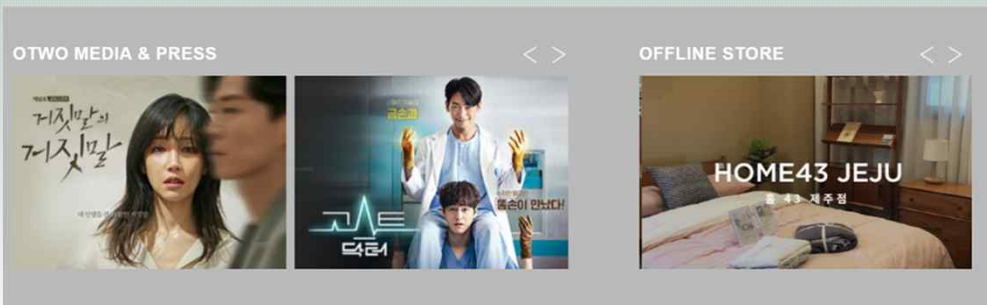 OTWO MEDIA & PRESS
< >
거짓말의
거짓말
금손과
똥손이 만났다!
고스트
닥터
OFFLINE STORE
< >
HOME43 JEJU
홈 43 제주점